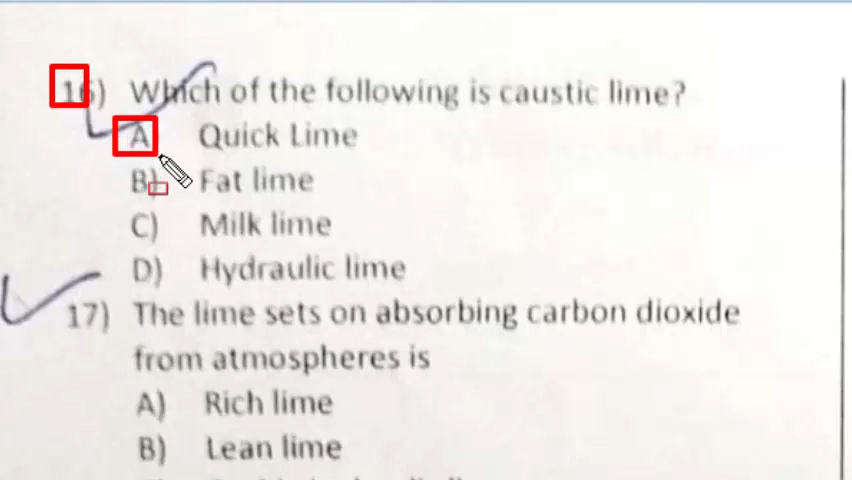 16) Which of the following is caustic lime?
A Quick Lime
B) Fat lime
C) Milk lime
D) Hydraulic lime
17) The lime sets on absorbing carbon dioxide
from atmospheres is
A) Rich lime
B) Lean lime